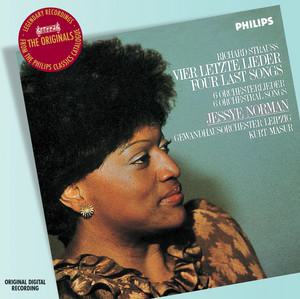 LEGENDARY RECORDINGS
THE ORIGINALS
FROM THE PHILIPS CLASSICS CATALOGUE
PHILIPS
RICHARD STRAUSS
VIER LETZTE LIEDER
FOUR LAST SONGS
6 ORCHESTERLIEDER
6 ORCHESTRAL SONGS
JESSYE NORMAN
GEWANDHAUSORCHESTER LEIPZIG
KURT MASUR
ORIGINAL DIGITAL
RECORDING